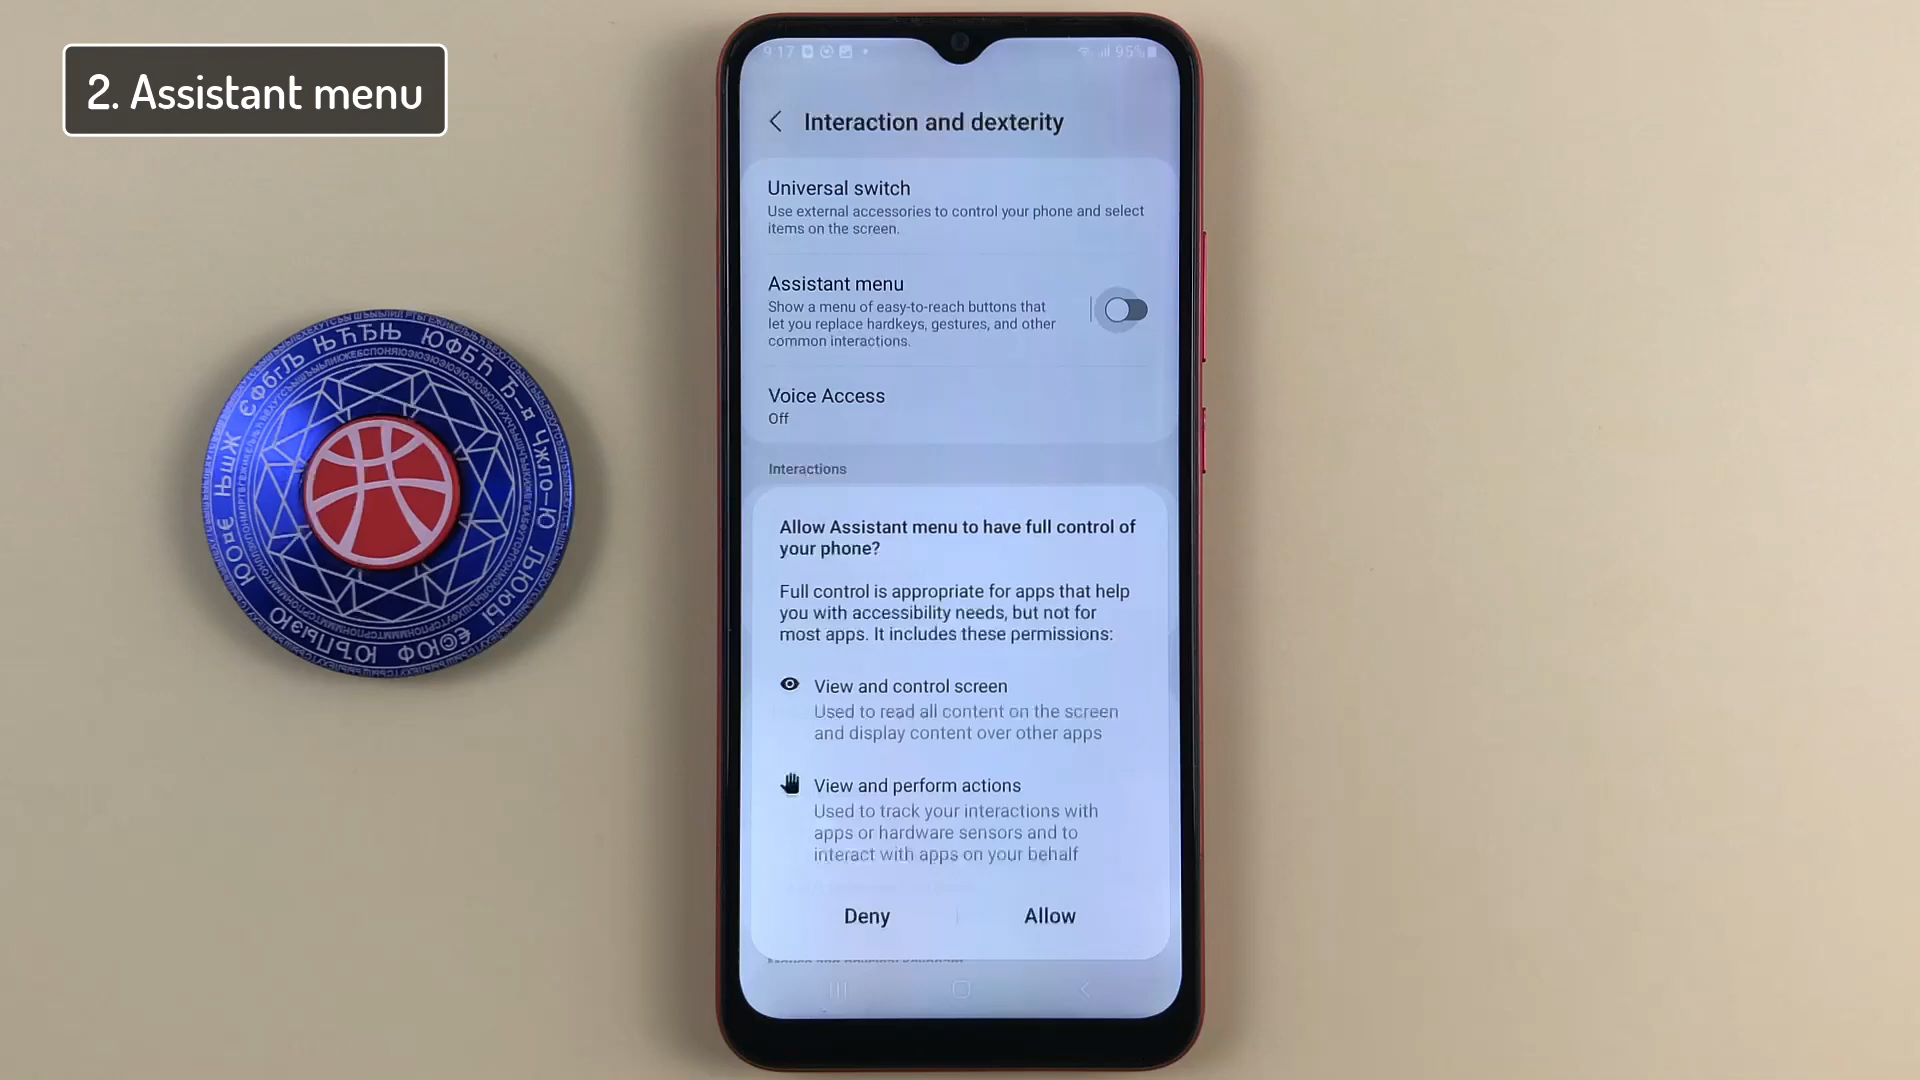 2. Assistant menu
9:17
95%
Interaction and dexterity
Universal switch
Use external accessories to control your phone and select
items on the screen.
Assistant menu
Show a menu of easy-to-reach buttons that
let you replace hardkeys, gestures, and other
common interactions.
Voice Access
Off
Interactions
Allow Assistant menu to have full control of
your phone?
Full control is appropriate for apps that help
you with accessibility needs, but not for
most apps. It includes these permissions:
View and control screen
Used to read all content on the screen
and display content over other apps
View and perform actions
Used to track your interactions with
apps or hardware sensors and to
interact with apps on your behalf
Deny
Allow